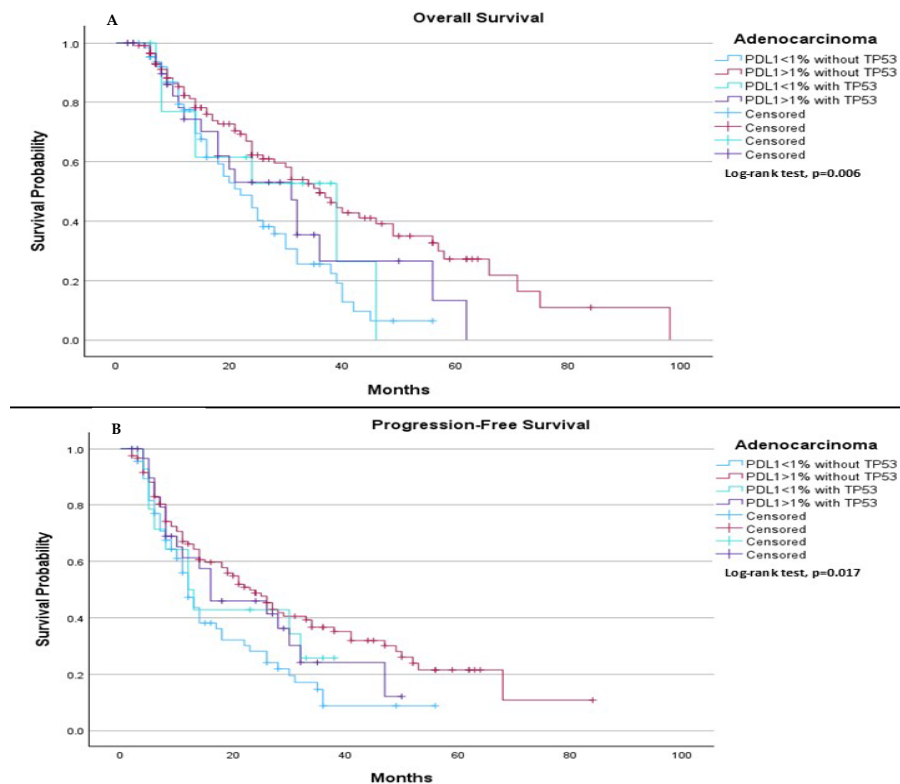 A
Overall Survival
Adenocarcinoma
PDL1<1% without TP53
PDL1>1% without TP53
PDL1<1% with TP53
PDL1>1% with TP53
Censored
Censored
Censored
Censored
Log-rank test, p=0.006
Survival Probability
1.0
0.8
0.6
0.4
0.2
0.0
0 20 40 60 80 100
Months
B
Progression-Free Survival
Adenocarcinoma
PDL1<1% without TP53
PDL1>1% without TP53
PDL1<1% with TP53
PDL1>1% with TP53
Censored
Censored
Censored
Censored
Log-rank test, p=0.017
Survival Probability
1.0
0.8
0.6
0.4
0.2
0.0
0 20 40 60 80 100
Months